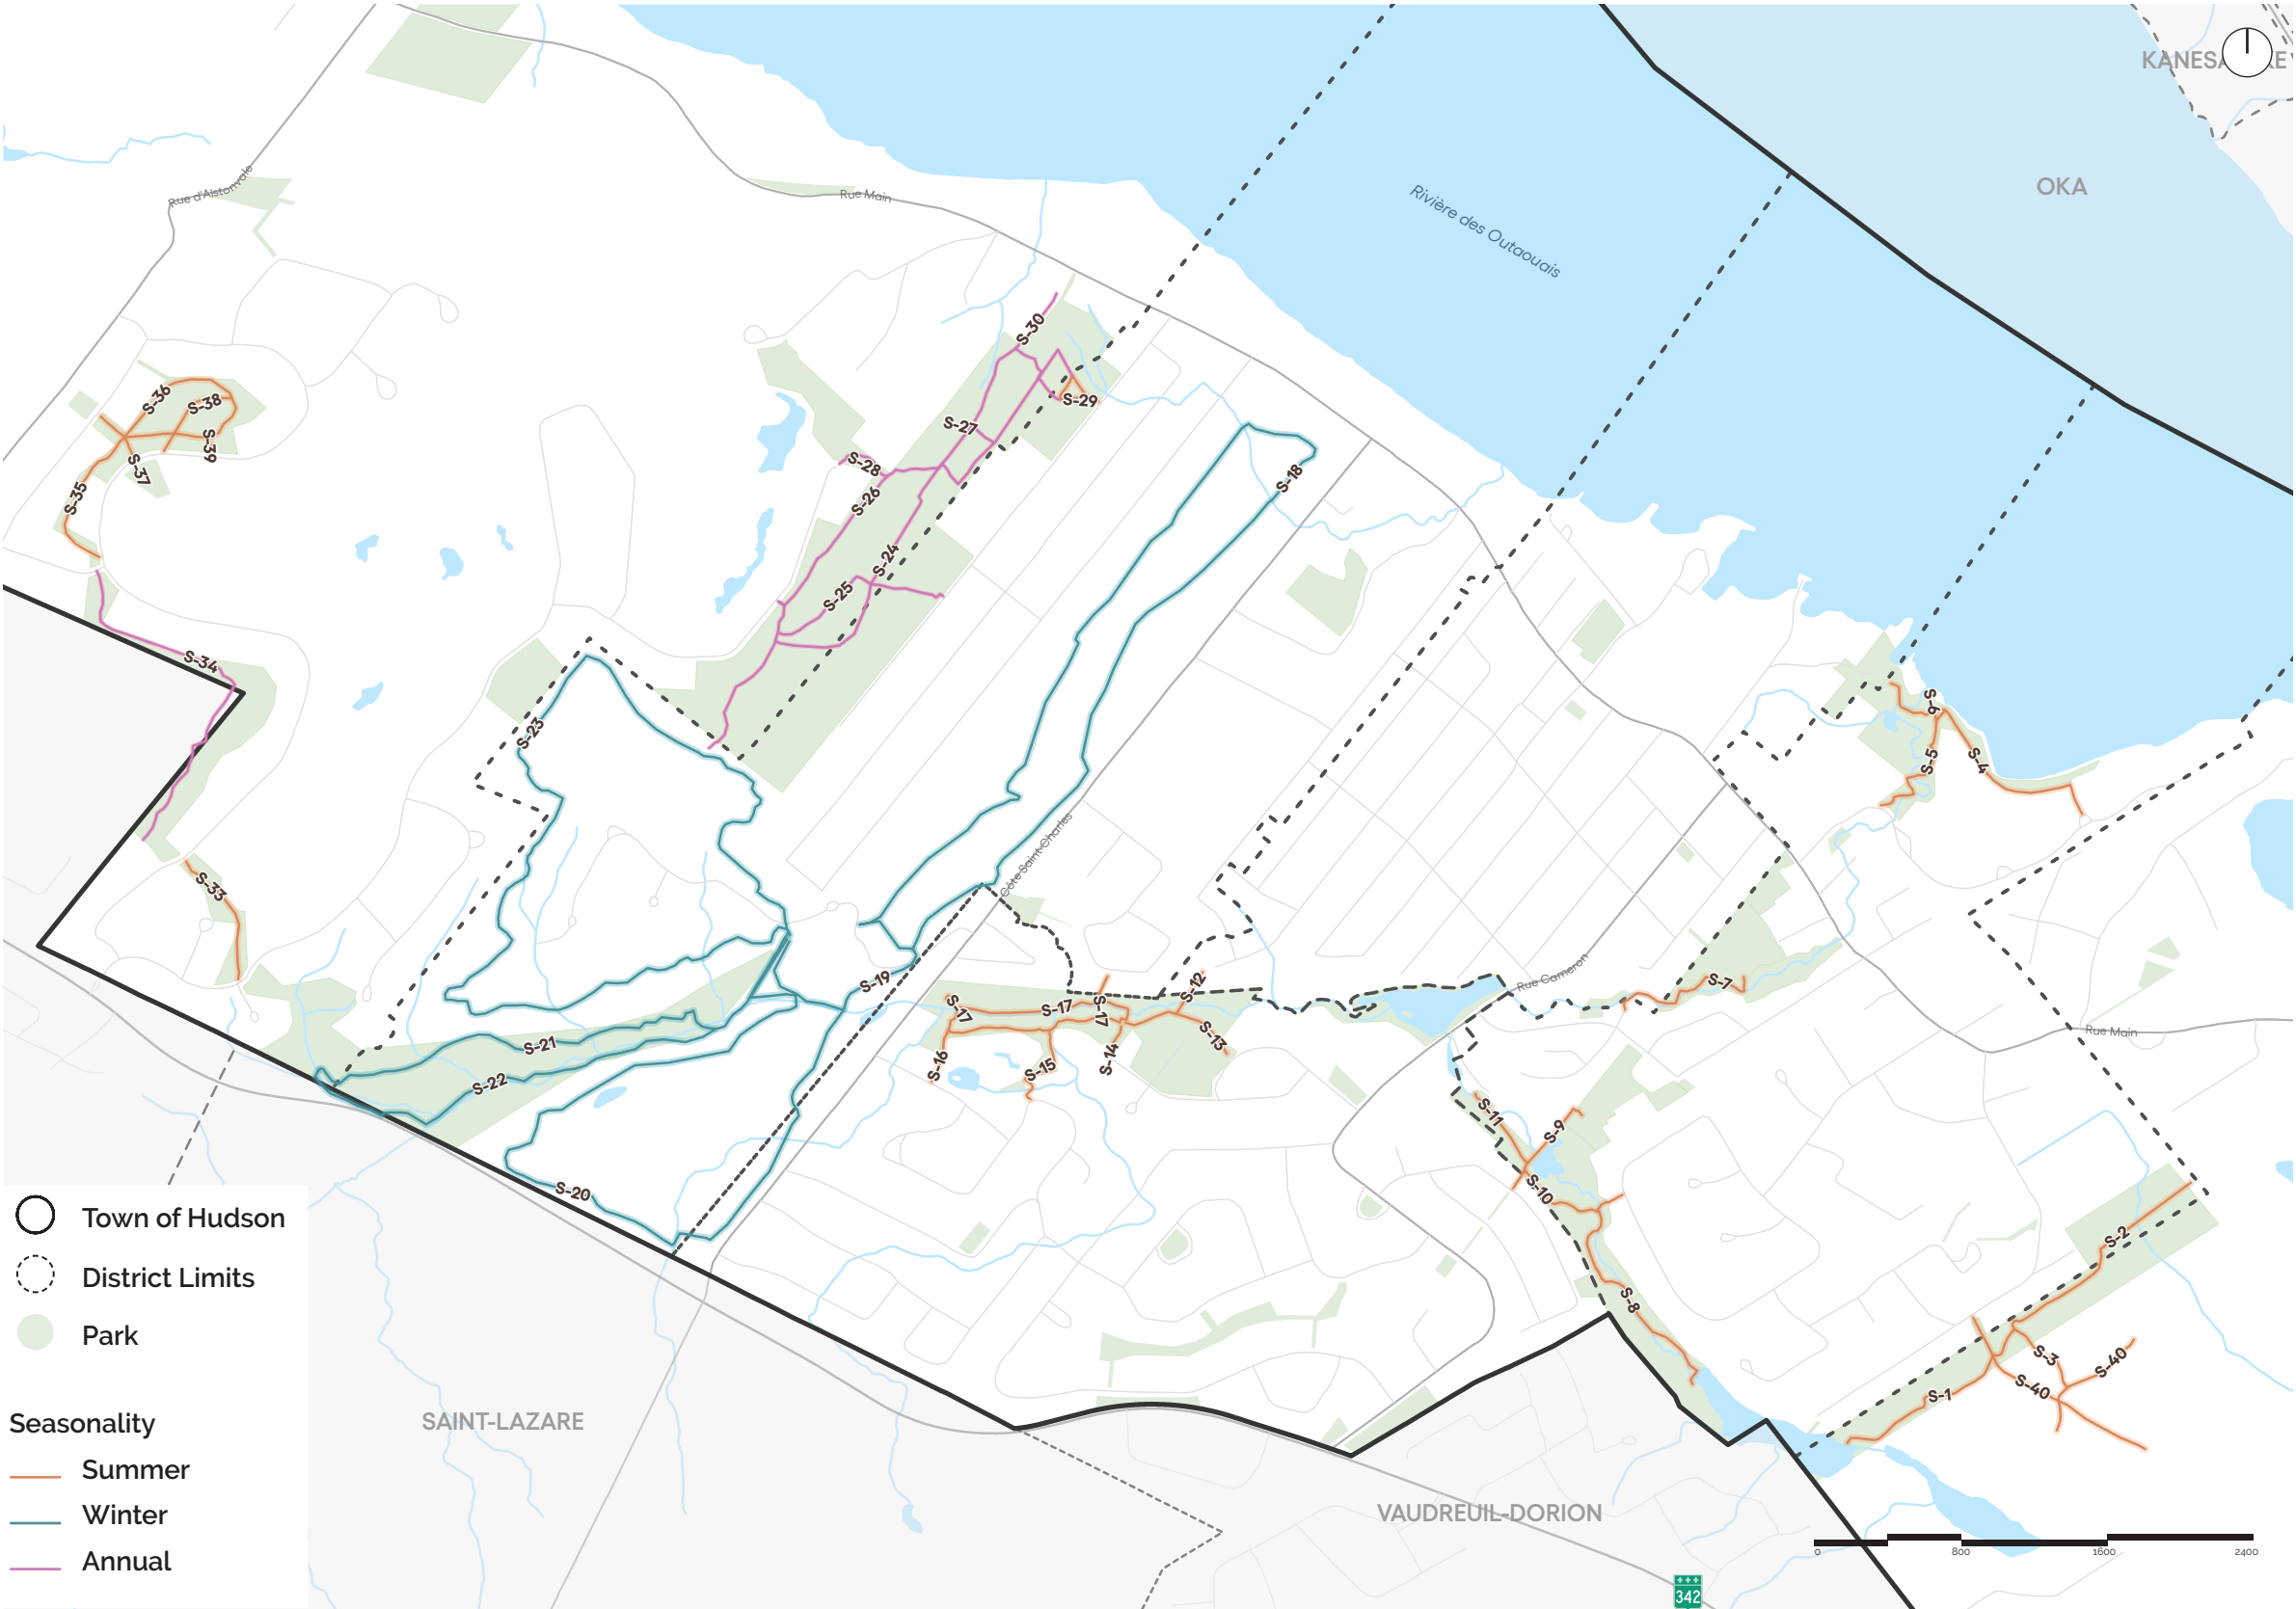 OKA
Rue d'Alstonvale
Rue Main
Rivière des Outaouais
S-30
S-36
S-38
S-29
S-27
S-39
S-28
S-37
S-18
S-35
S-26
S-24
S-25
S-34
S-6
S-23
S-5
S-4
Côte Saint-Charles
S-33
S-19
S-12
S-7
Rue Cameron
S-17
S-17
S-17
Rue Main
S-13
S-21
S-16
S-14
S-15
S-22
S-11
S-9
S-20
S-10
S-2
S-8
S-3
S-40
S-40
S-1
Town of Hudson
District Limits
Park
Seasonality
Summer
Winter
Annual
SAINT-LAZARE
VAUDREUIL-DORION
0 800 1600 2400
342